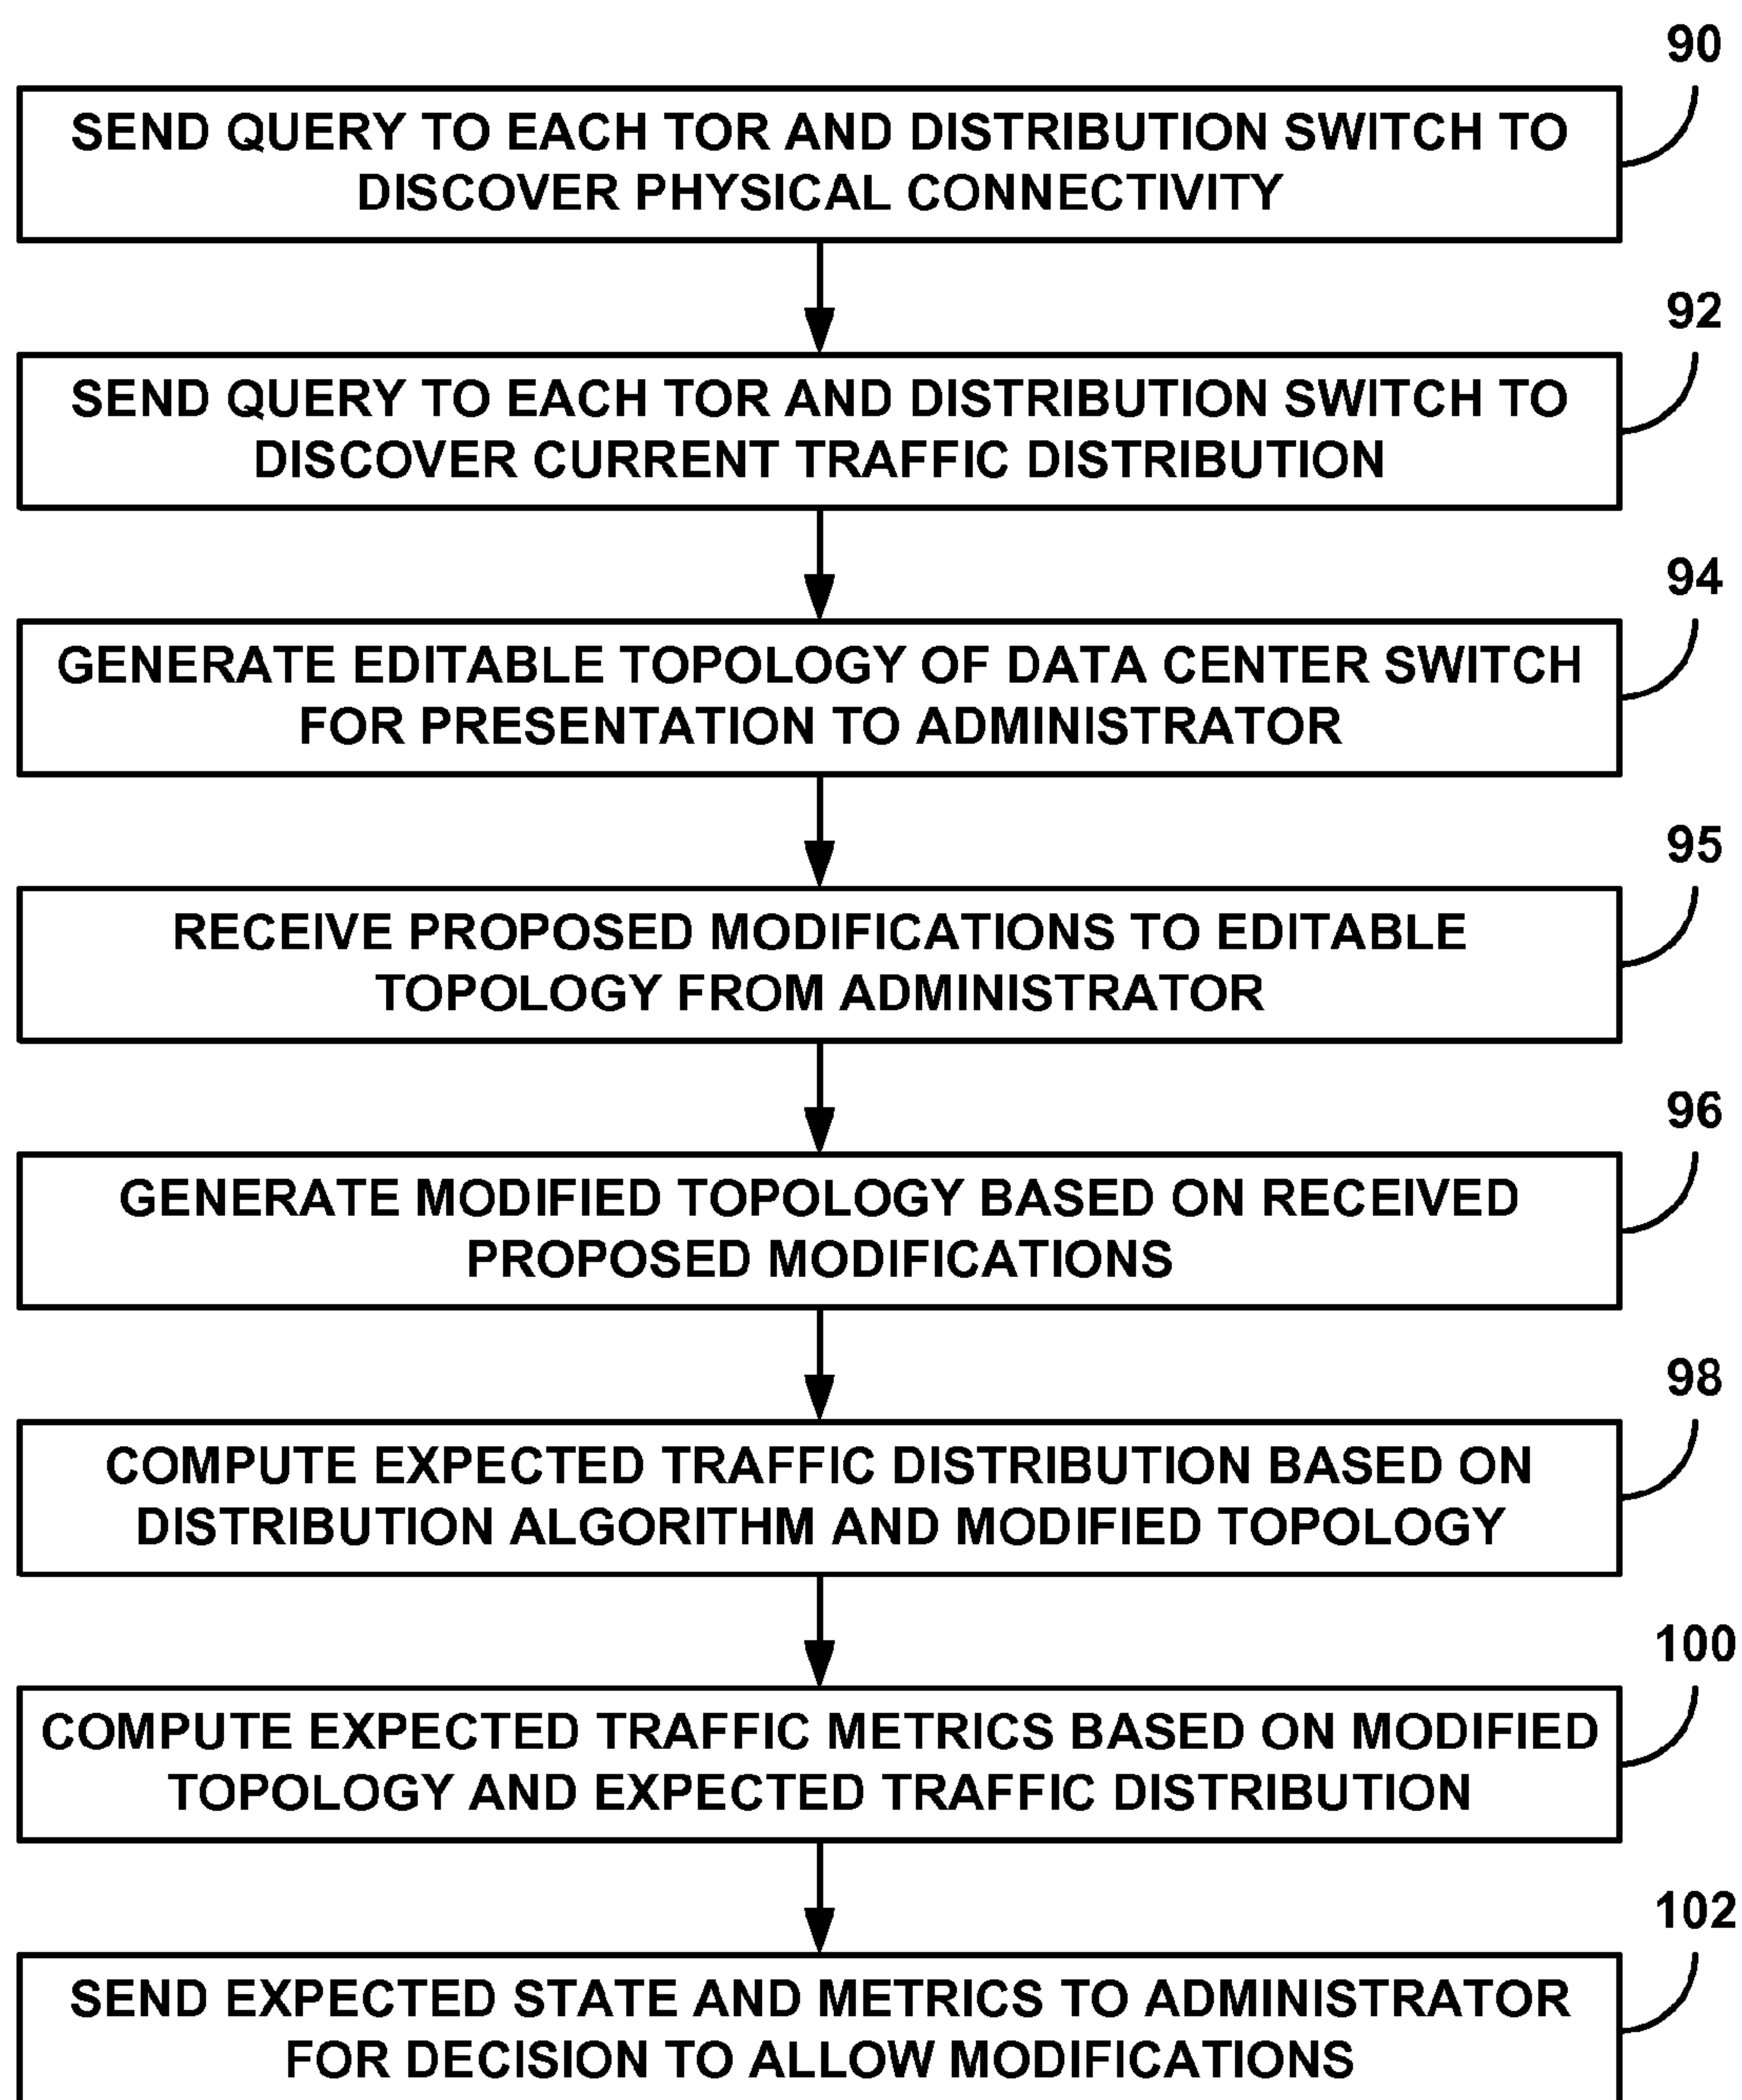 90
SEND QUERY TO EACH TOR AND DISTRIBUTION SWITCH TO
DISCOVER PHYSICAL CONNECTIVITY
92
SEND QUERY TO EACH TOR AND DISTRIBUTION SWITCH TO
DISCOVER CURRENT TRAFFIC DISTRIBUTION
94
GENERATE EDITABLE TOPOLOGY OF DATA CENTER SWITCH
FOR PRESENTATION TO ADMINISTRATOR
95
RECEIVE PROPOSED MODIFICATIONS TO EDITABLE
TOPOLOGY FROM ADMINISTRATOR
96
GENERATE MODIFIED TOPOLOGY BASED ON RECEIVED
PROPOSED MODIFICATIONS
98
COMPUTE EXPECTED TRAFFIC DISTRIBUTION BASED ON
DISTRIBUTION ALGORITHM AND MODIFIED TOPOLOGY
100
COMPUTE EXPECTED TRAFFIC METRICS BASED ON MODIFIED
TOPOLOGY AND EXPECTED TRAFFIC DISTRIBUTION
102
SEND EXPECTED STATE AND METRICS TO ADMINISTRATOR
FOR DECISION TO ALLOW MODIFICATIONS